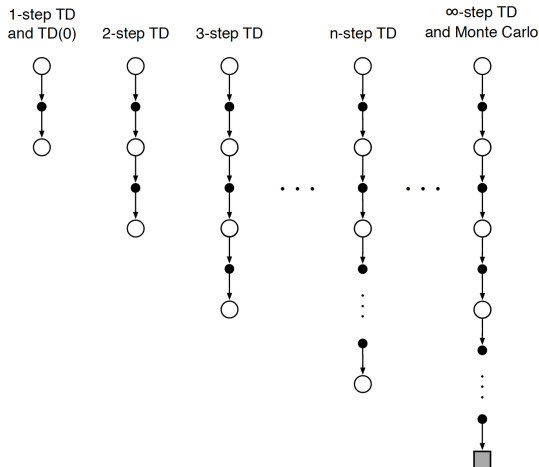 1-step TD
and TD(0)
2-step TD
3-step TD
n-step TD
∞-step TD
and Monte Carlo